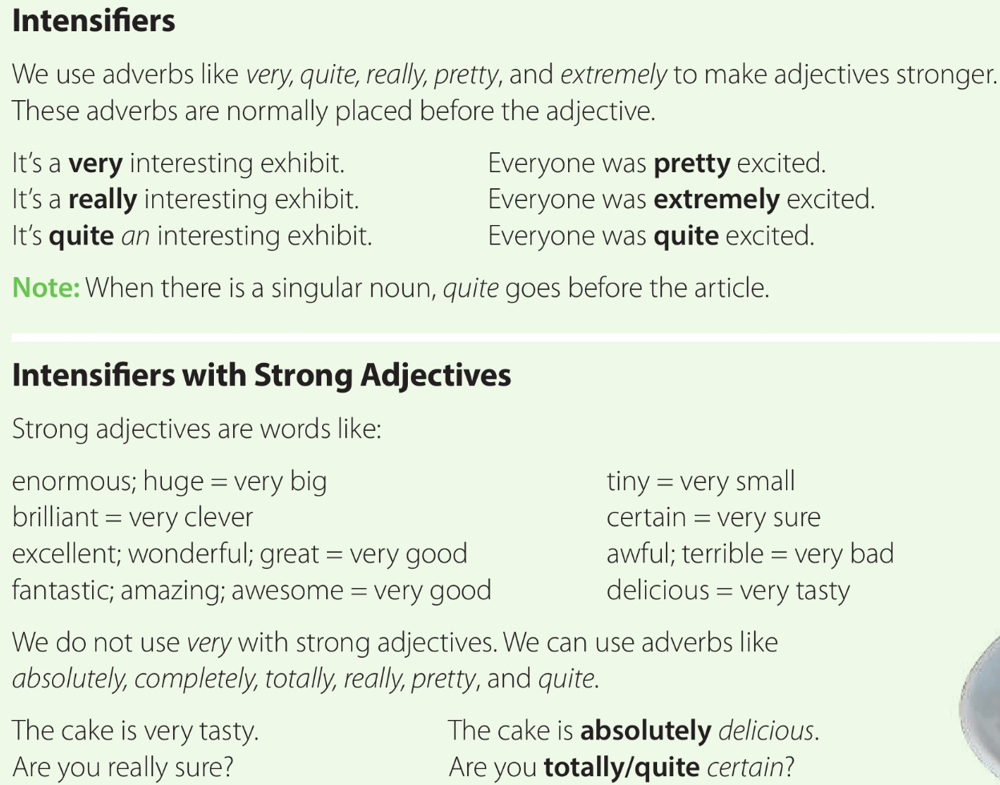 Intensifiers
We use adverbs like very, quite, really, pretty, and extremely to make adjectives stronger.
These adverbs are normally placed before the adjective.
It's a very interesting exhibit.
It's a really interesting exhibit.
It's quite an interesting exhibit.
Everyone was pretty excited.
Everyone was extremely excited.
Everyone was quite excited.
Note: When there is a singular noun, quite goes before the article.
Intensifiers with Strong Adjectives
Strong adjectives are words like:
enormous; huge = very big
brilliant = very clever
excellent; wonderful; great = very good
fantastic; amazing; awesome = very good
tiny = very small
certain = very sure
awful; terrible = very bad
delicious = very tasty
We do not use very with strong adjectives. We can use adverbs like
absolutely, completely, totally, really, pretty, and quite.
The cake is very tasty.
Are you really sure?
The cake is absolutely delicious.
Are you totally/quite certain?